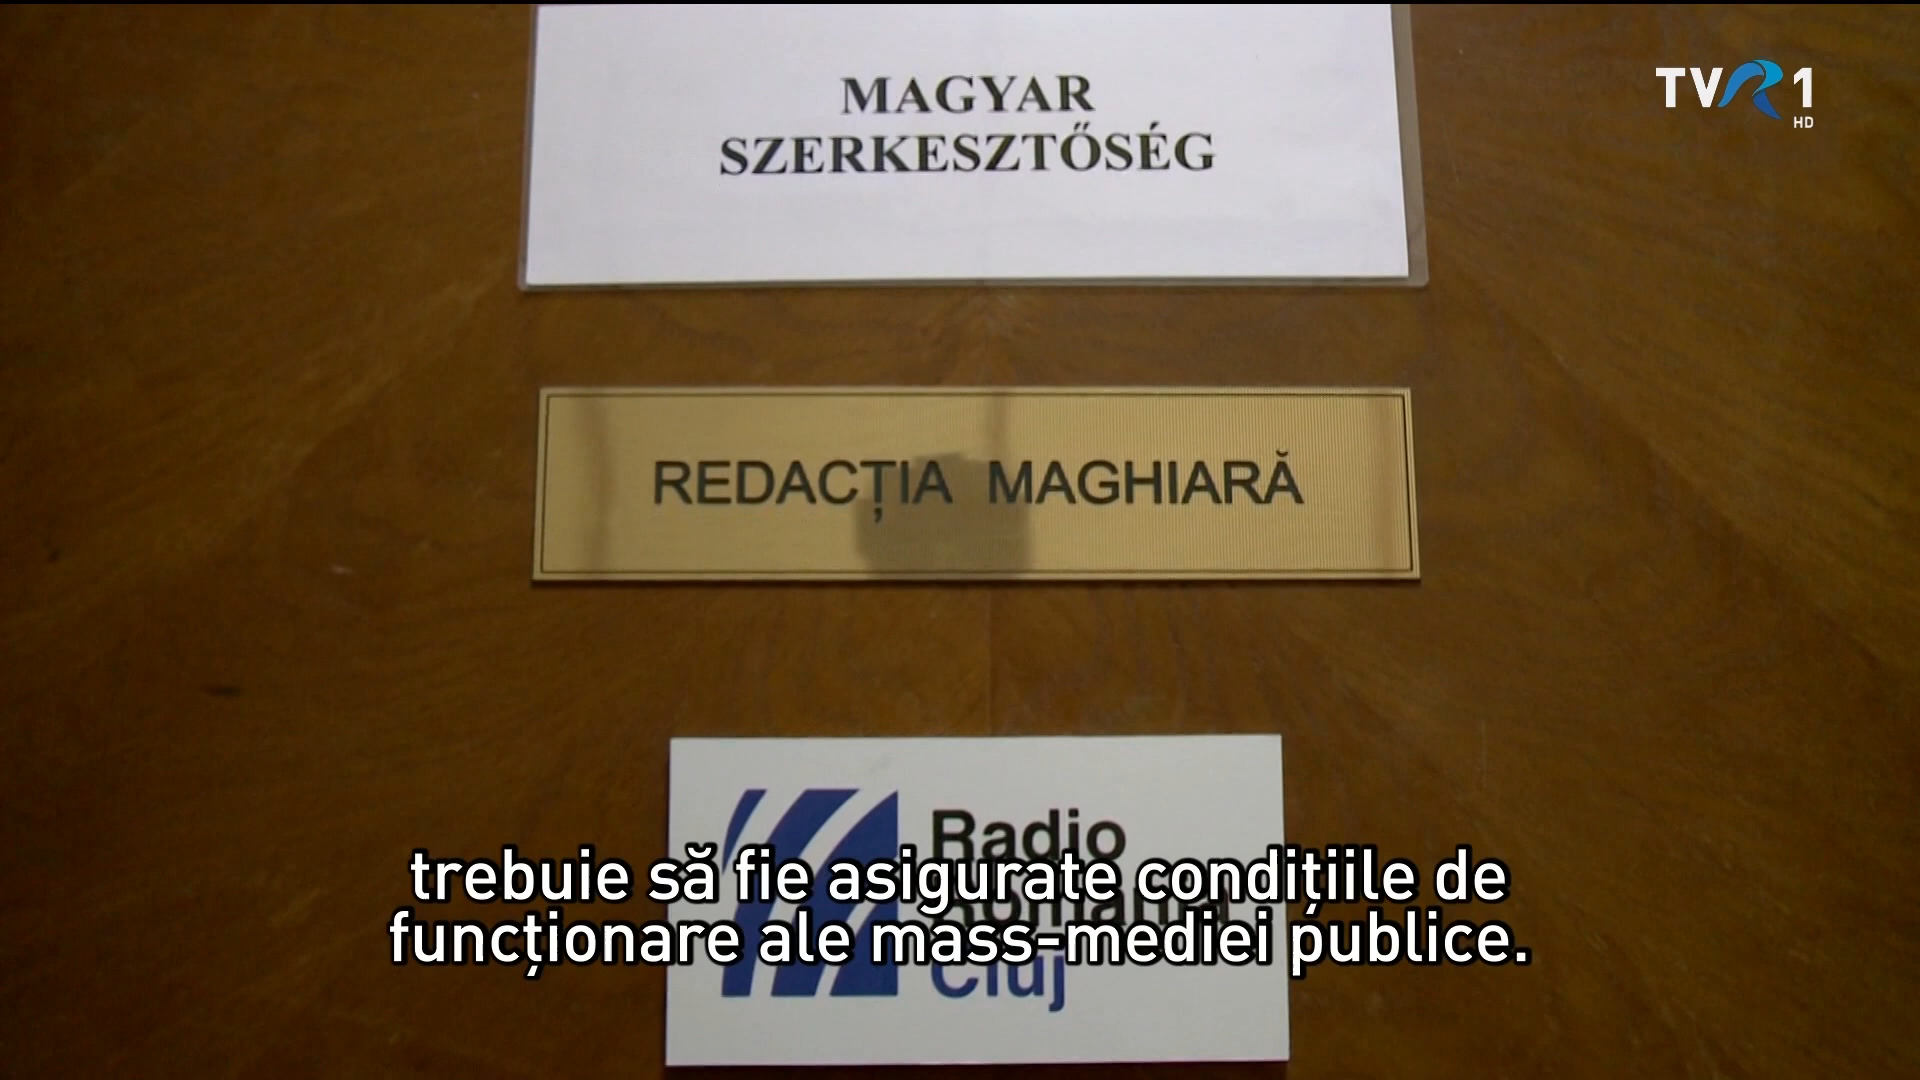 TVR1
HD
MAGYAR
SZERKESZTŐSÉG
REDACȚIA MAGHIARĂ
Radio
România
Cluj
trebuie să fie asigurate condițiile de
funcționare ale mass-mediei publice.